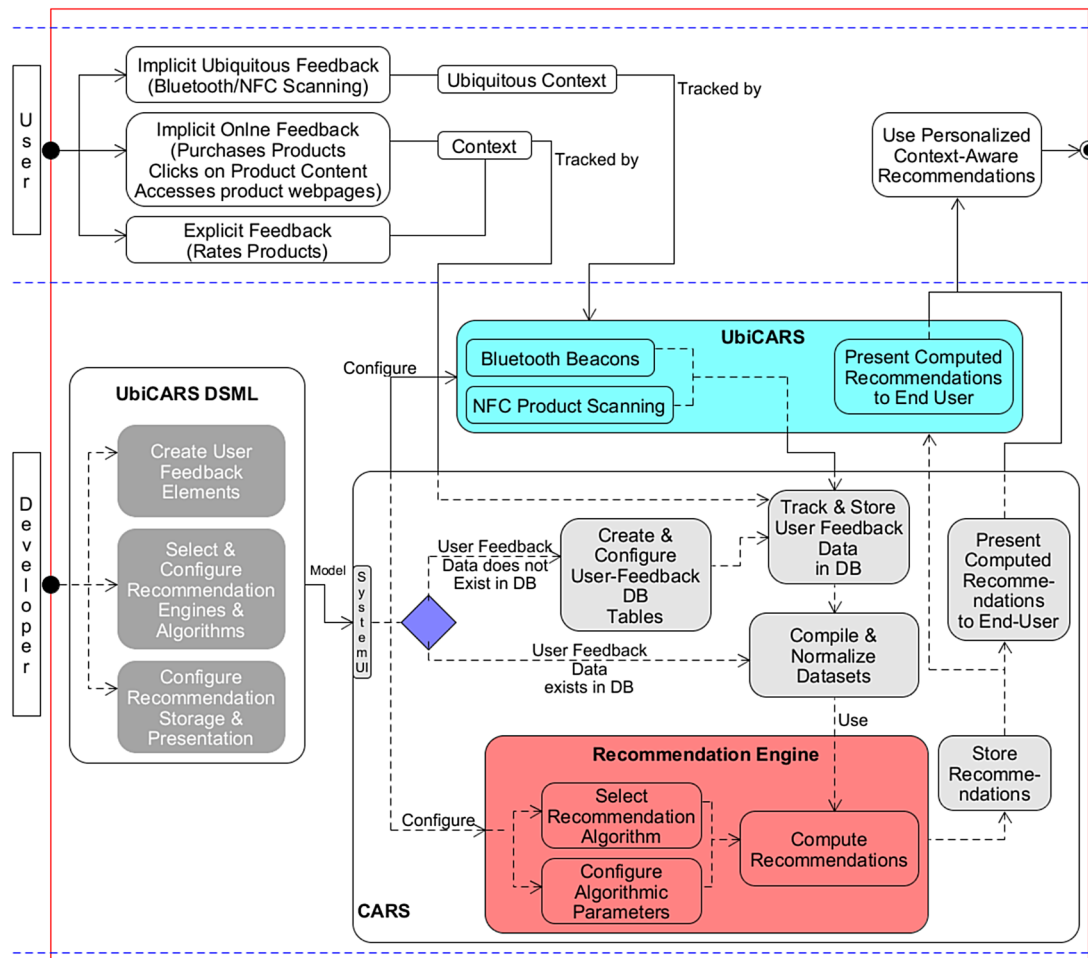 User
Implicit Ubiquitous Feedback
(Bluetooth/NFC Scanning)
Ubiquitous Context
Tracked by
Implicit Onlne Feedback
(Purchases Products
Clicks on Product Content
Accesses product webpages)
Context
Tracked by
Explicit Feedback
(Rates Products)
Use Personalized
Context-Aware
Recommendations
UbiCARS
Bluetooth Beacons
NFC Product Scanning
Present Computed
Recommendations
to End User
Configure
Developer
UbiCARS DSML
Create User
Feedback
Elements
Select &
Configure
Recommendation
Engines &
Algorithms
Configure
Recommendation
Storage &
Presentation
Model
SystemUI
User Feedback
Data does not
Exist in DB
Create &
Configure
User-Feedback
DB
Tables
Track & Store
User Feedback
Data
in DB
User Feedback
Data
exists in DB
Compile &
Normalize
Datasets
Use
Present
Computed
Recomme-
ndations
to End-User
Store
Recomme-
ndations
Recommendation Engine
Configure
Select
Recommendation
Algorithm
Configure
Algorithmic
Parameters
Compute
Recommendations
CARS